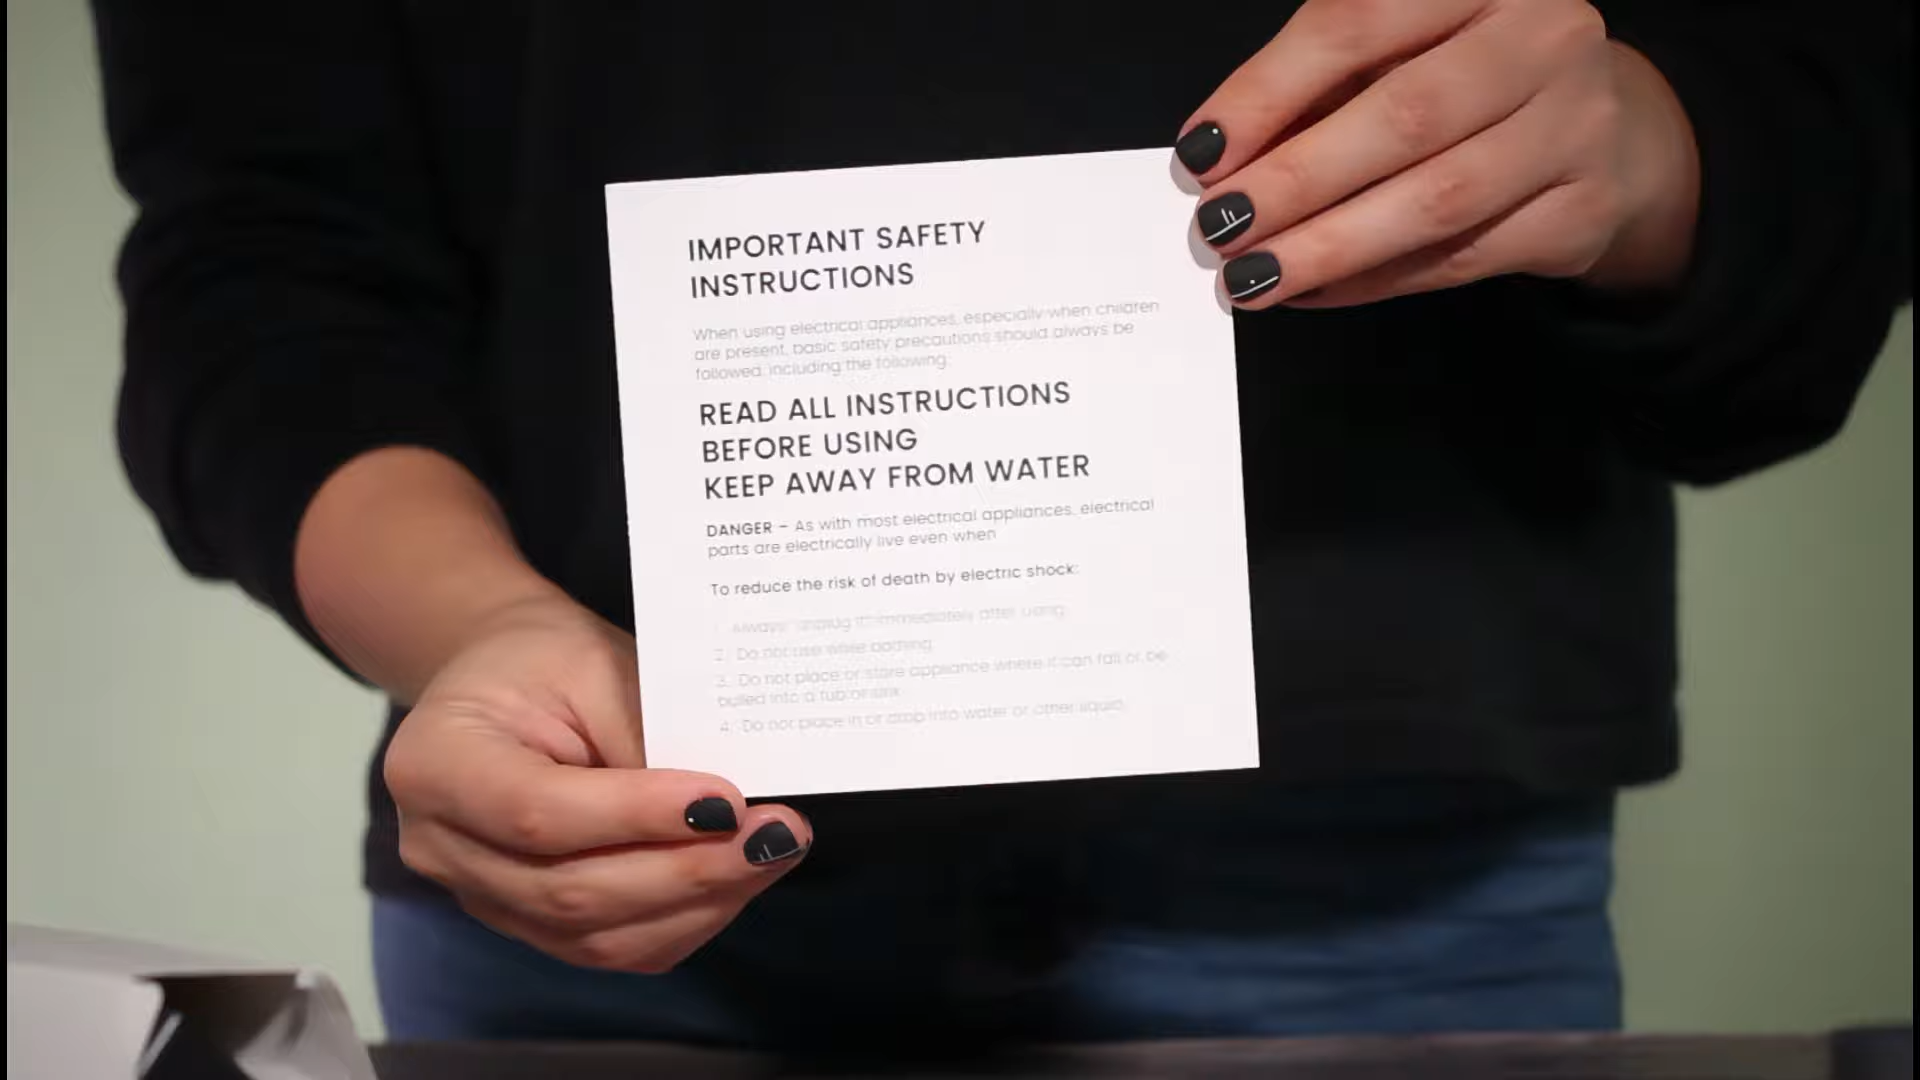 IMPORTANT SAFETY
INSTRUCTIONS
When using electrical appliances, especially when children
are present, basic safety precautions should always be
followed, including the following:
READ ALL INSTRUCTIONS
BEFORE USING
KEEP AWAY FROM WATER
DANGER – As with most electrical appliances, electrical
parts are electrically live even when
To reduce the risk of death by electric shock:
1. Always "unplug it" immediately after using.
2. Do not use while bathing.
3. Do not place or store appliance where it can fall or be
pulled into a tub or sink.
4. Do not place in or drop into water or other liquid.